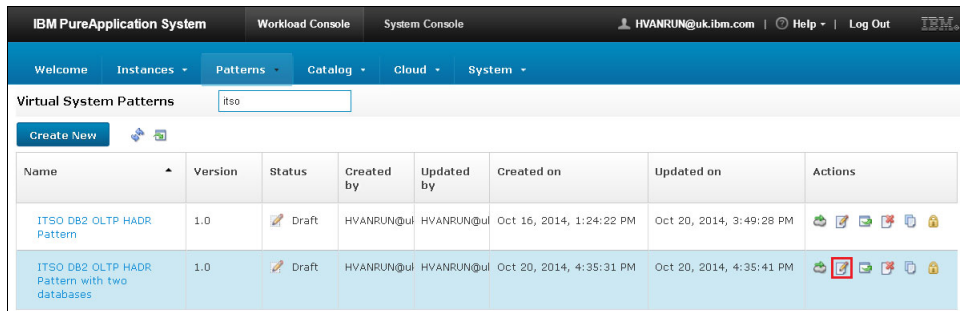 IBM PureApplication System Workload Console System Console HVANRUN@uk.ibm.com | Help | Log Out IBM.
Welcome Instances Patterns Catalog Cloud System
Virtual System Patterns itso
Create New
Name Version Status Created by Updated by Created on Updated on Actions
ITSO DB2 OLTP HADR Pattern 1.0 Draft HVANRUN@uk HVANRUN@ul Oct 16, 2014, 1:24:22 PM Oct 20, 2014, 3:49:28 PM
ITSO DB2 OLTP HADR Pattern with two databases 1.0 Draft HVANRUN@uk HVANRUN@ul Oct 20, 2014, 4:35:31 PM Oct 20, 2014, 4:35:41 PM